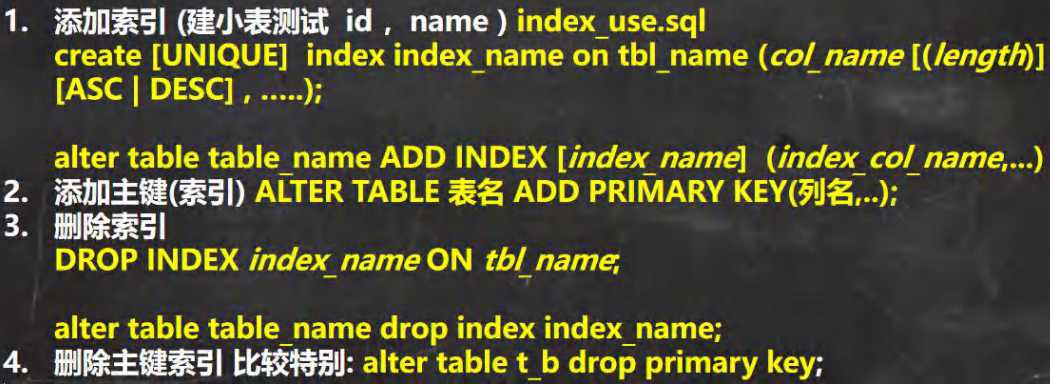 1. 添加索引 (建小表测试 id , name ) index_use.sql
create [UNIQUE] index index_name on tbl_name (col_name [(length)]
[ASC | DESC] , .....);
alter table table_name ADD INDEX [index_name] (index_col_name,...)
2. 添加主键(索引) ALTER TABLE 表名 ADD PRIMARY KEY(列名,..);
3. 删除索引
DROP INDEX index_name ON tbl_name;
alter table table_name drop index index_name;
4. 删除主键索引 比较特别: alter table t_b drop primary key;